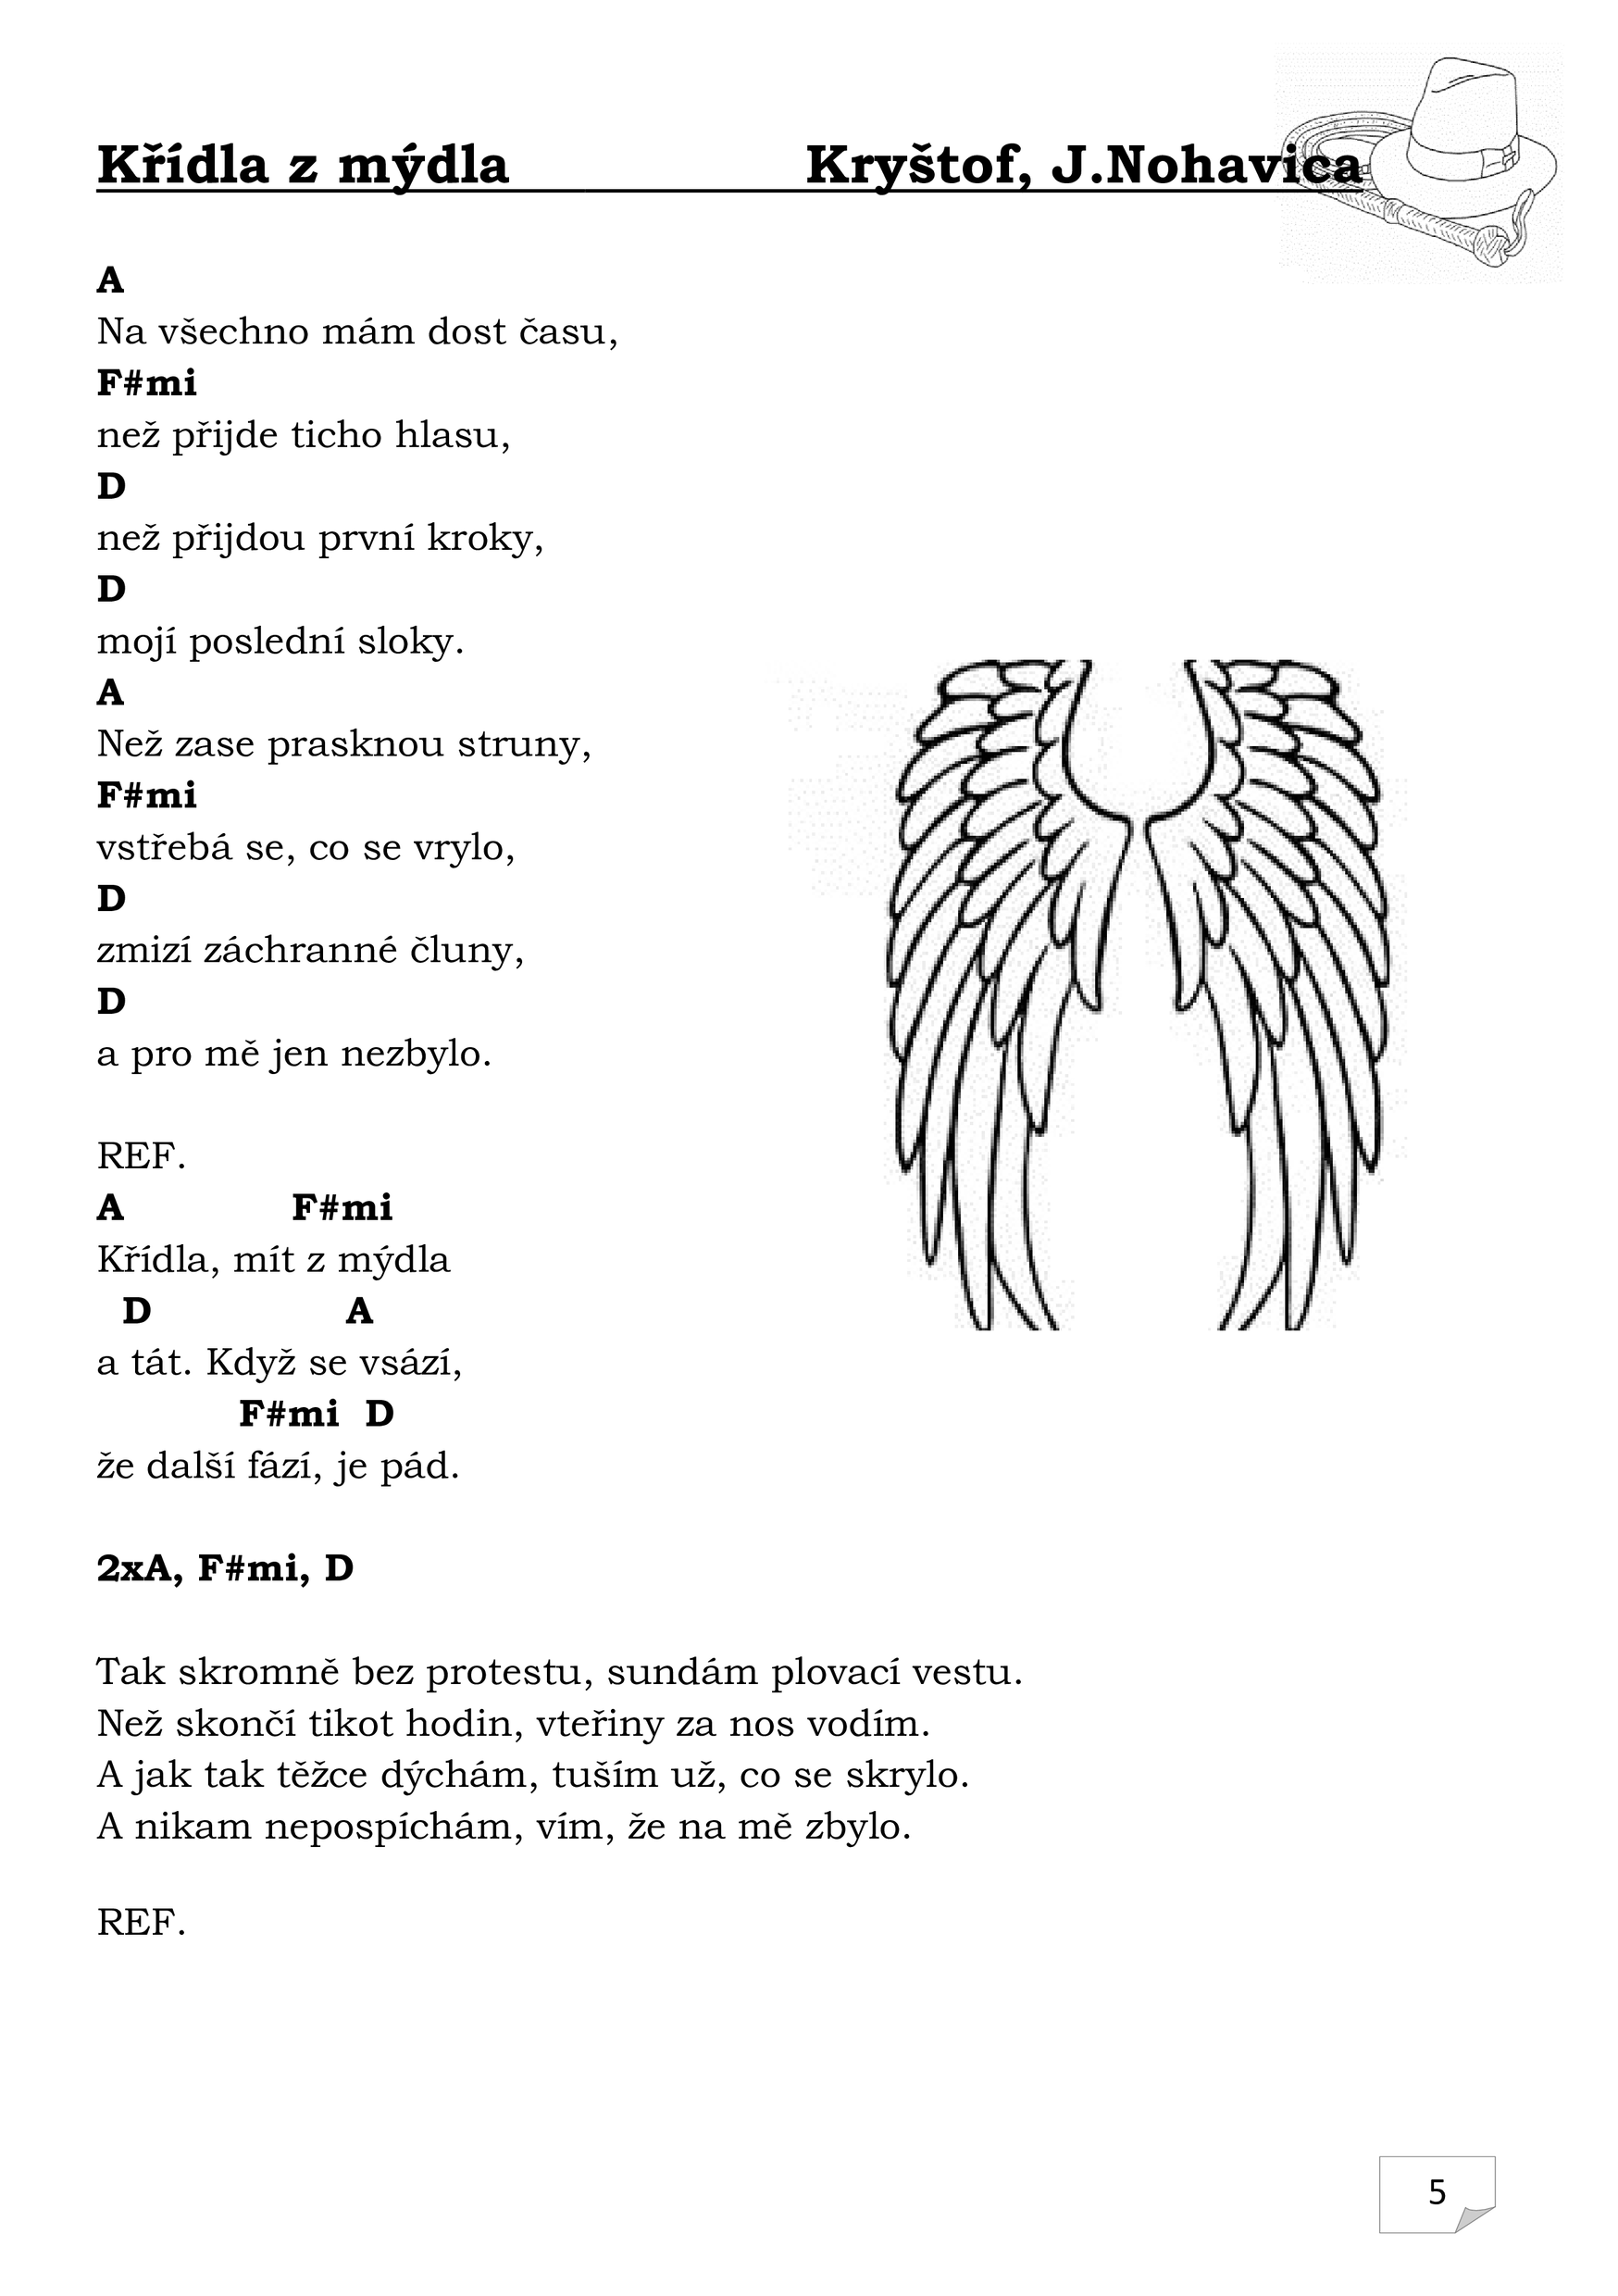 Křídla z mýdla Kryštof, J.Nohavica
A
Na všechno mám dost času,
F#mi
než přijde ticho hlasu,
D
než přijdou první kroky,
D
mojí poslední sloky.
A
Než zase prasknou struny,
F#mi
vstřebá se, co se vrylo,
D
zmizí záchranné čluny,
D
a pro mě jen nezbylo.
REF.
A F#mi
Křídla, mít z mýdla
D A
a tát. Když se vsází,
F#mi D
že další fází, je pád.
2xA, F#mi, D
Tak skromně bez protestu, sundám plovací vestu.
Než skončí tikot hodin, vteřiny za nos vodím.
A jak tak těžce dýchám, tuším už, co se skrylo.
A nikam nepospíchám, vím, že na mě zbylo.
REF.
5